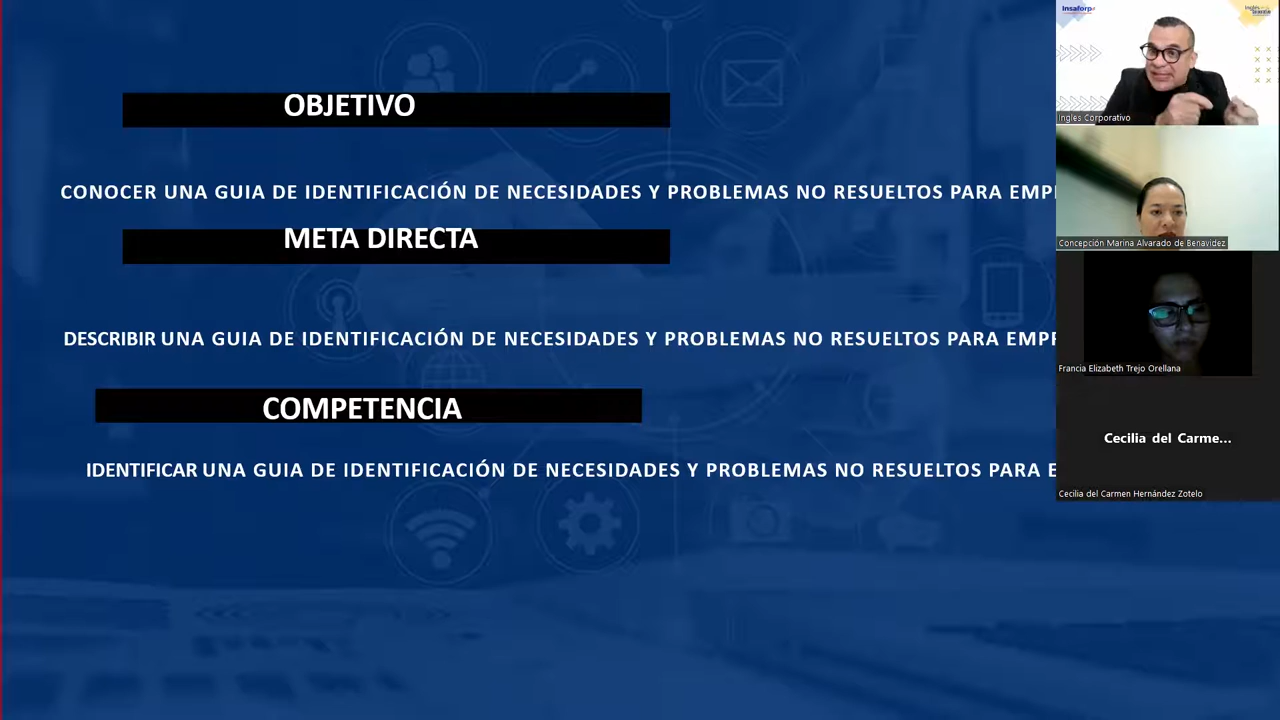 OBJETIVO
CONOCER UNA GUIA DE IDENTIFICACIÓN DE NECESIDADES Y PROBLEMAS NO RESUELTOS PARA
META DIRECTA
DESCRIBIR UNA GUIA DE IDENTIFICACIÓN DE NECESIDADES Y PROBLEMAS NO RESUELTOS PARA
COMPETENCIA
IDENTIFICAR UNA GUIA DE IDENTIFICACIÓN DE NECESIDADES Y PROBLEMAS NO RESUELTOS PARA
Insaforp
Ingles Corporativo
Concepción Marina Alvarado de Benavidez
Francia Elizabeth Trejo Orellana
Cecilia del Carme...
Cecilia del Carmen Hernández Zotelo